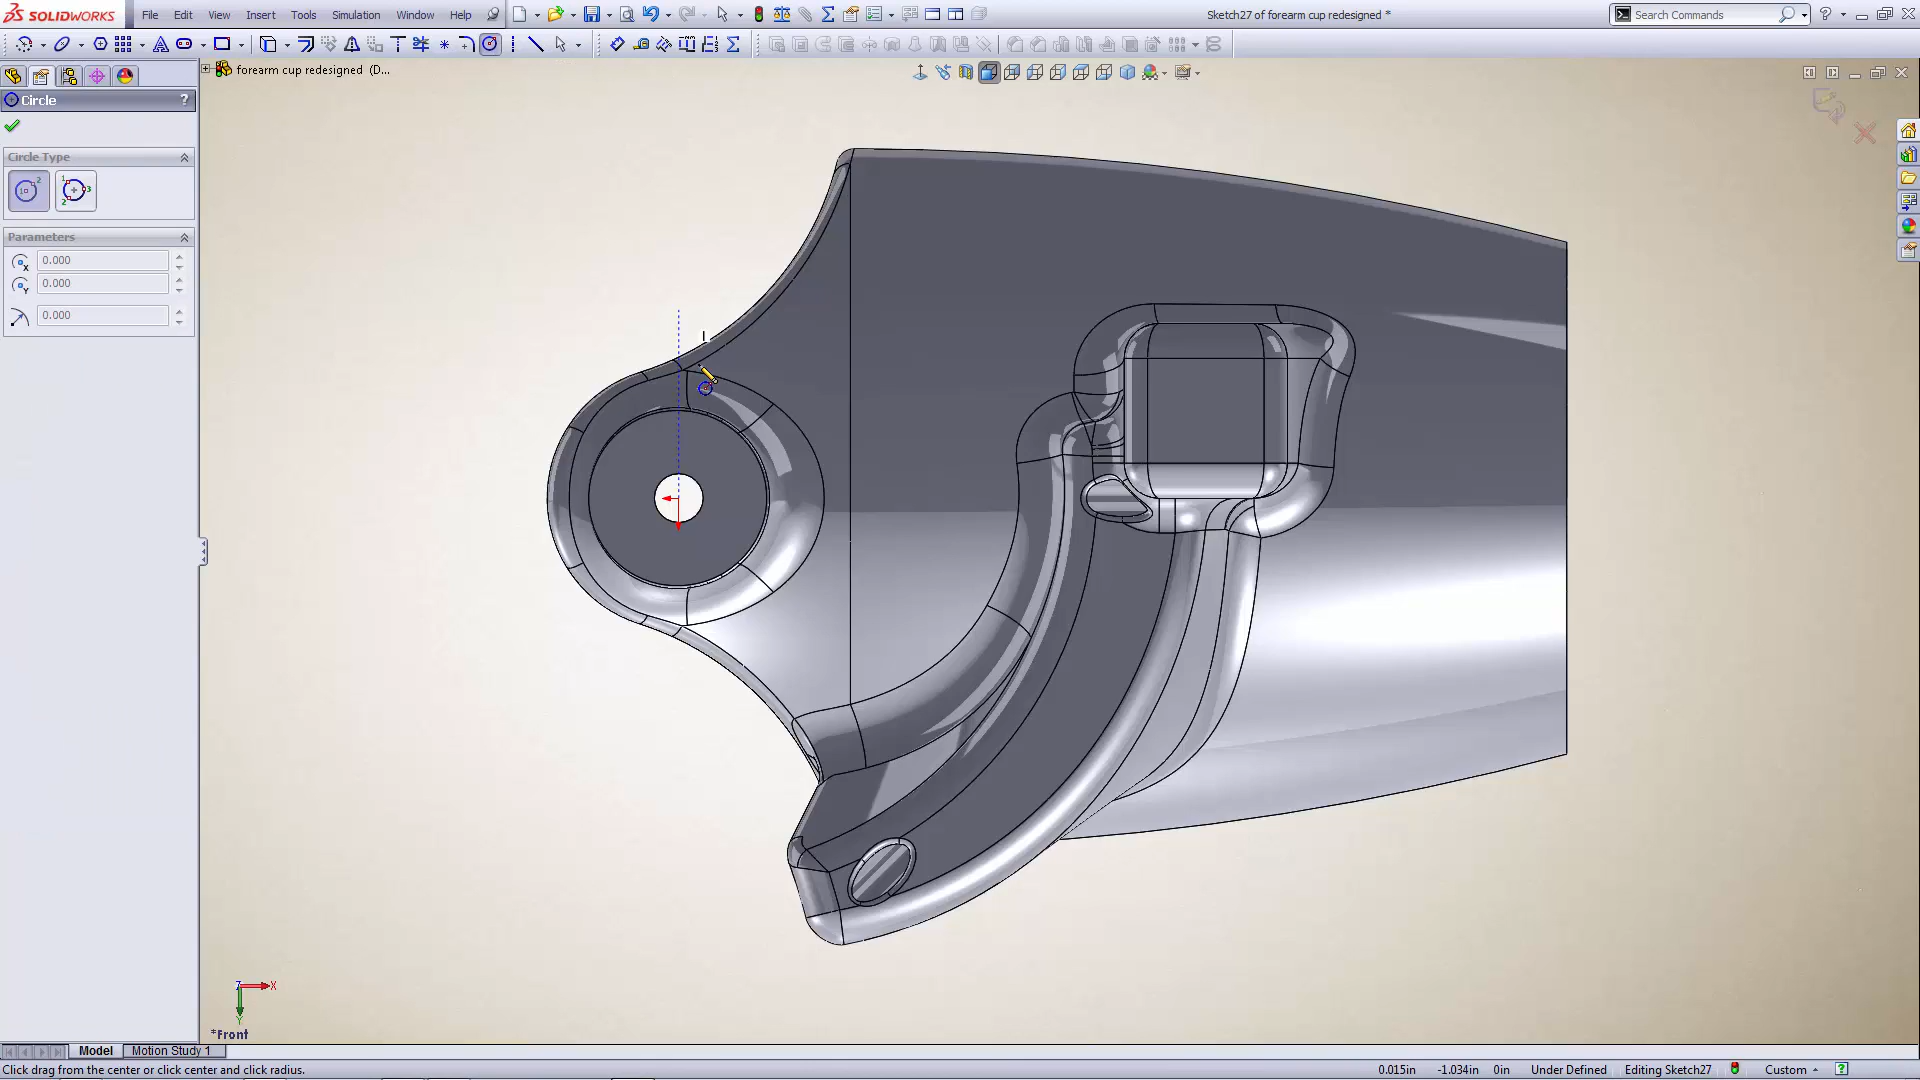 SOLIDWORKS File Edit View Insert Tools Simulation Window Help Sketch27 of forearm cup redesigned * Search Commands
forearm cup redesigned (D...
Circle ?
Circle Type
Parameters
0.000
0.000
0.000
X
Y
*Front
Model Motion Study 1
Click drag from the center or click center and click radius. 0.015in -1.034in 0in Under Defined Editing Sketch27 Custom